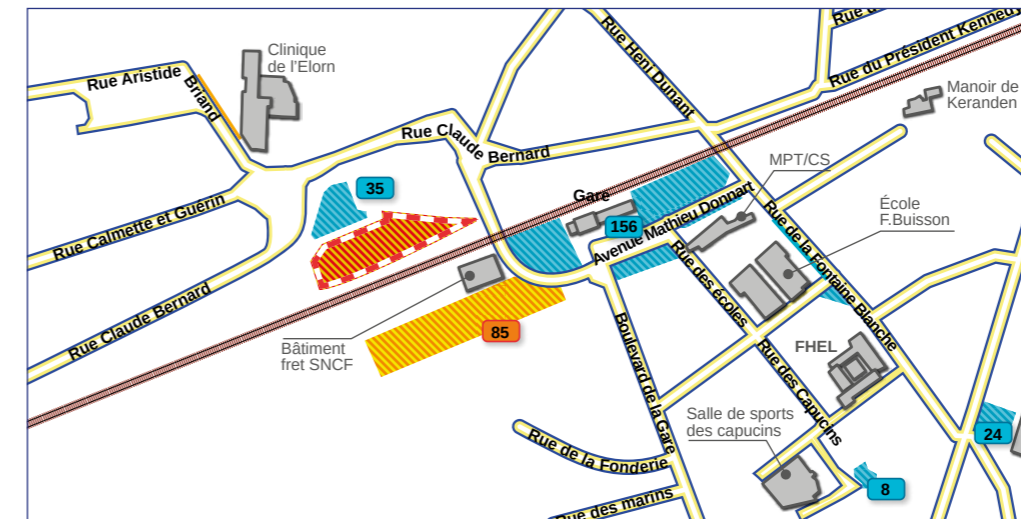 Clinique
de l'Elorn
Rue Aristide
Briand
Rue Heni Dunant
Rue du Président Kennedy
Manoir de
Keranden
Rue Claude Bernard
MPT/CS
35
Gare
156
Avenue Mathieu Donnart
École
F.Buisson
Rue Calmette et Guérin
Rue Claude Bernard
Rue de la Fontaine Blanche
Rue des écoles
85
Bâtiment
fret SNCF
Boulevard de la Gare
FHEL
Rue des Capucins
Salle de sports
des capucins
Rue de la Fonderie
24
8
Rue des marins